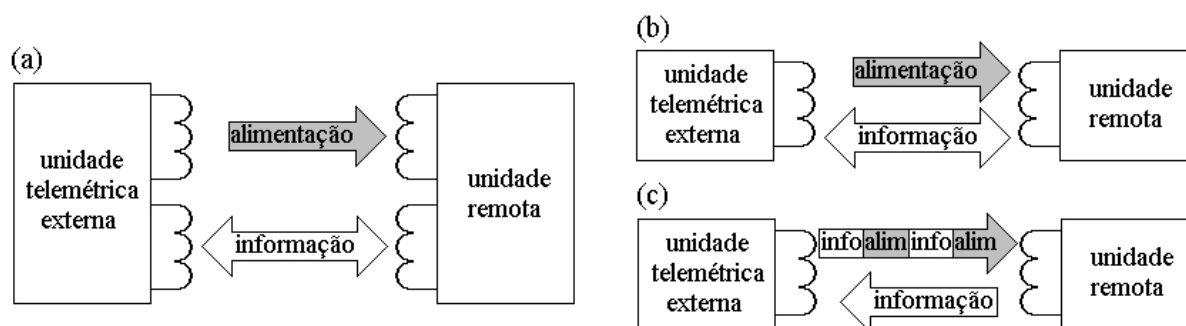 (a)
unidade
telemétrica
externa
alimentação
informação
unidade
remota
(b)
unidade
telemétrica
externa
alimentação
informação
unidade
remota
(c)
unidade
telemétrica
externa
info alim info alim
informação
unidade
remota